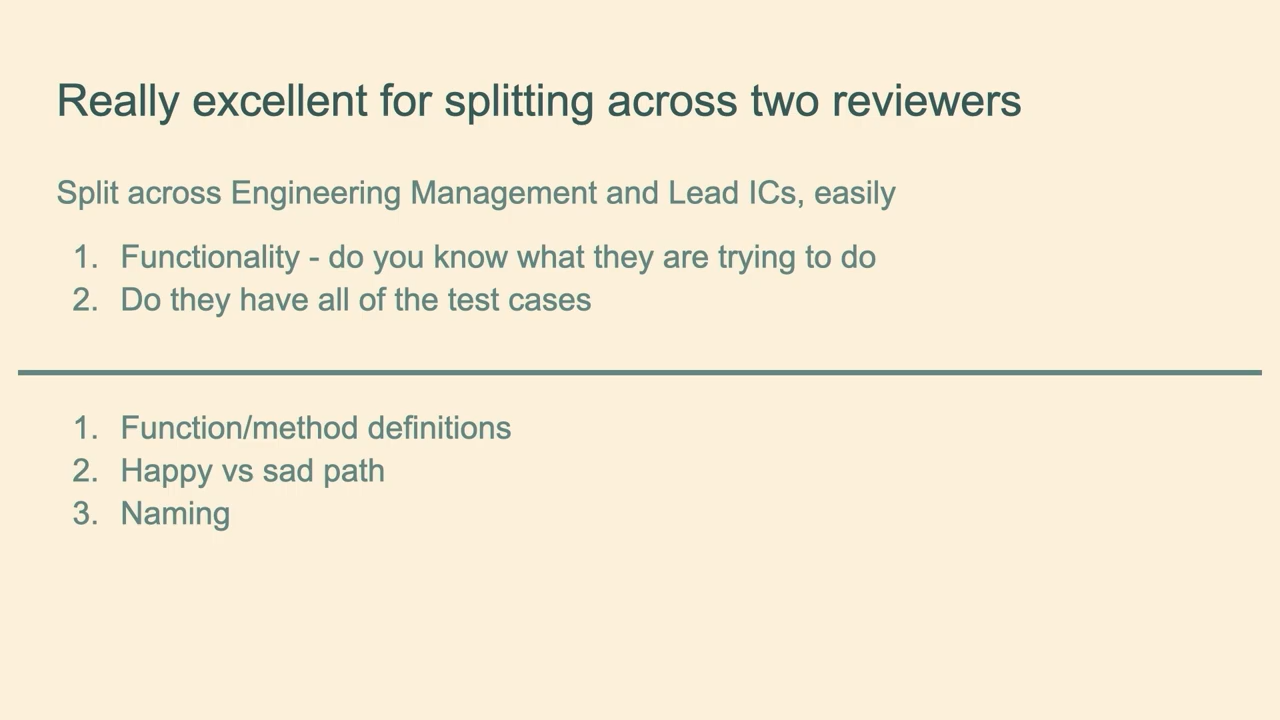 Really excellent for splitting across two reviewers
Split across Engineering Management and Lead ICs, easily
1. Functionality - do you know what they are trying to do
2. Do they have all of the test cases
1. Function/method definitions
2. Happy vs sad path
3. Naming